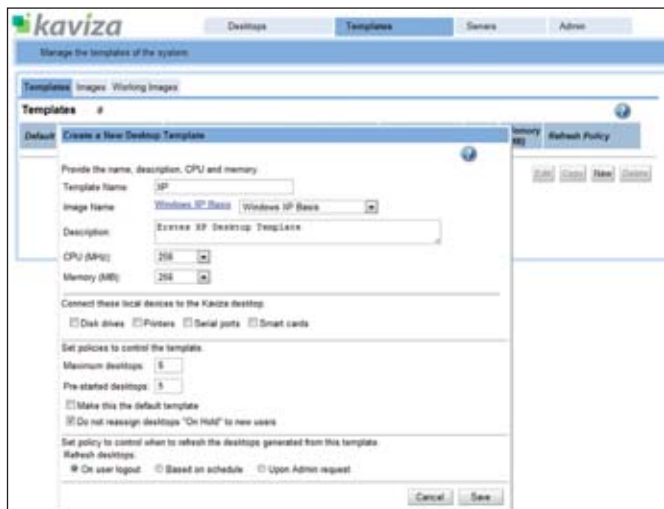 kaviza
Desktops Templates Servers Admin
Manage the templates of the system
Templates Images Working Images
Templates #
Default Create a New Desktop Template Memory (MB) Refresh Policy
Provide the name, description, CPU and memory.
Edit Copy New Delete
Template Name: XP
Image Name: Windows XP Basis Windows XP Basis
Description: Erstes XP Desktop Template
CPU (MHz): 256
Memory (MB): 256
Connect these local devices to the Kaviza desktop.
Disk drives Printers Serial ports Smart cards
Set policies to control the template.
Maximum desktops:
Pre-started desktops:
Make this the default template
Do not reassign desktops "On Hold" to new users
Set policy to control when to refresh the desktops generated from this template.
Refresh desktops:
On user logout Based on schedule Upon Admin request
Cancel Save